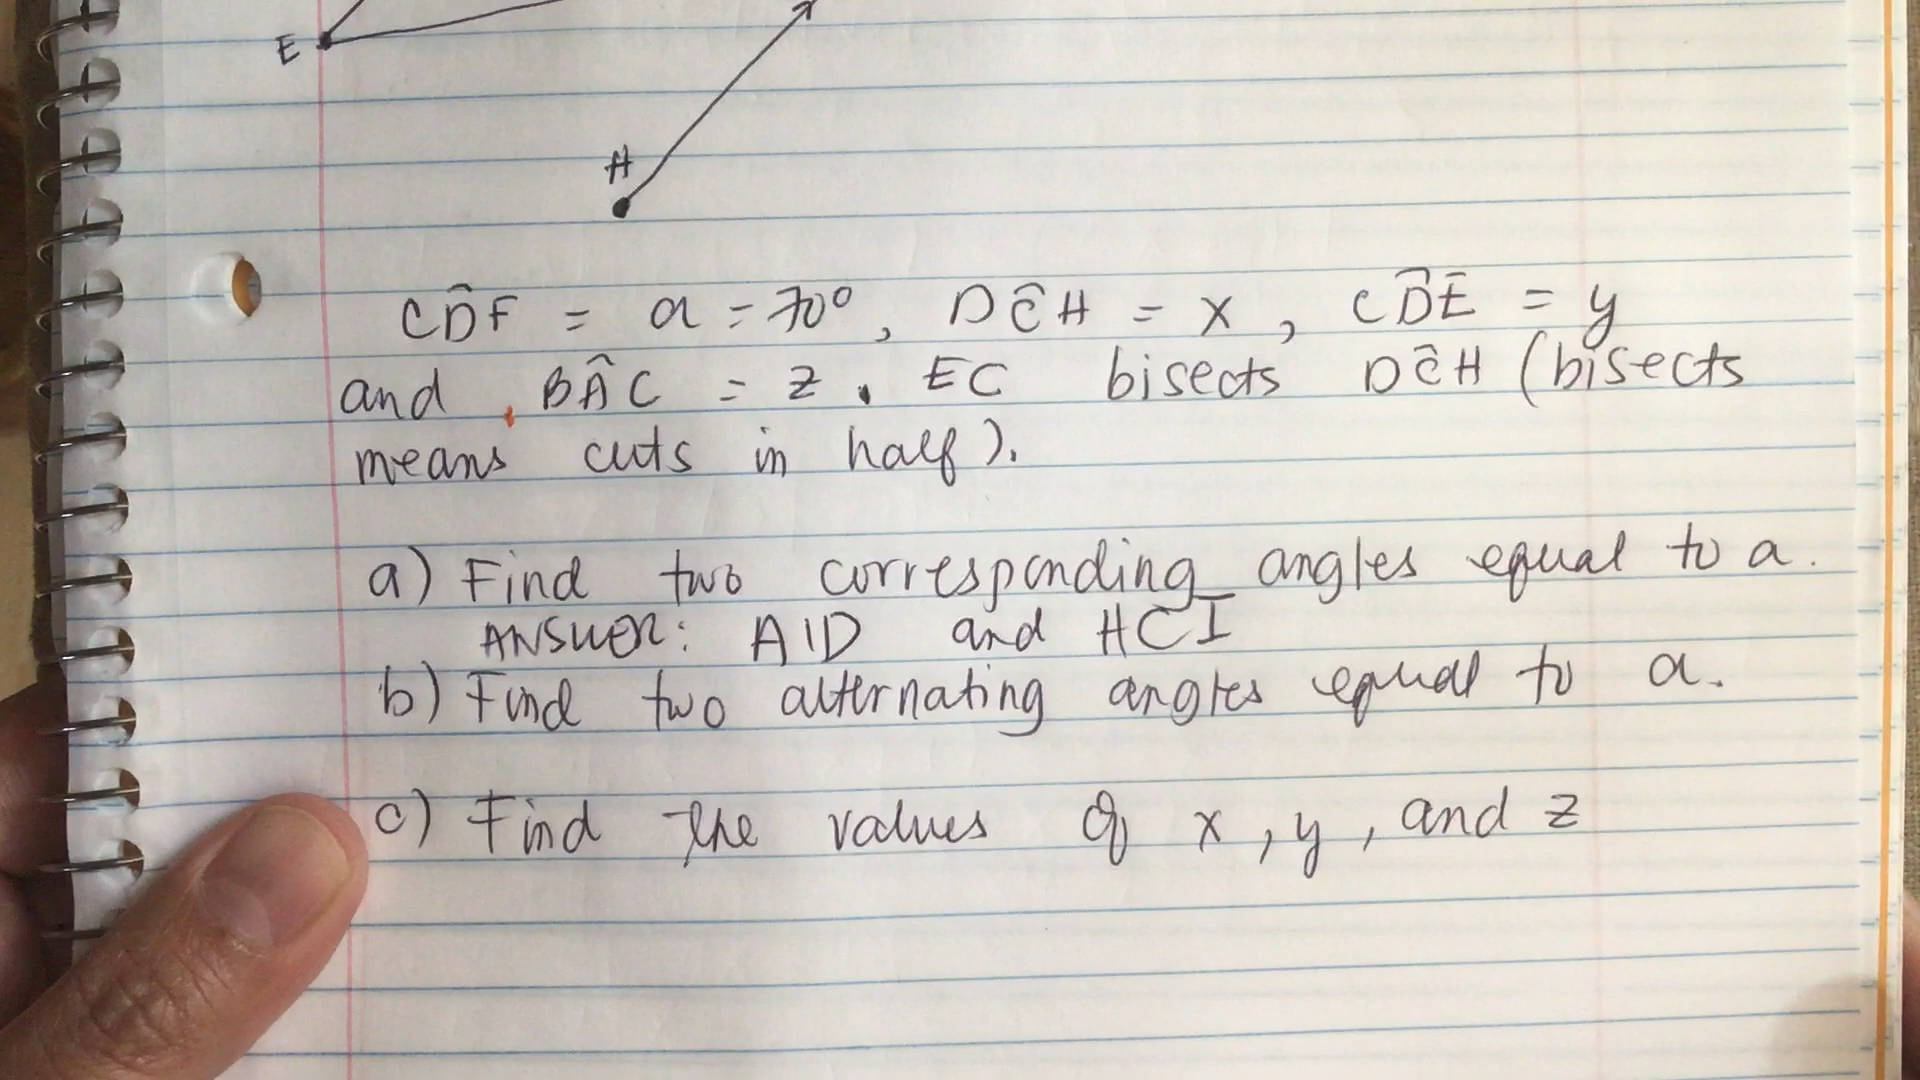 E
H
CD̂F = a = 70°, DĈH = x, CD̂E = y
and BÂC = z. EC bisects DĈH (bisects
means cuts in half).
a) Find two corresponding angles equal to a.
ANSWER: AID and HCI
b) Find two alternating angles equal to a.
c) Find the values of x, y, and z